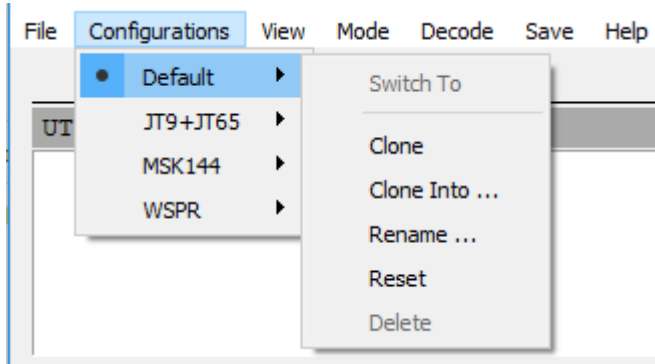 File Configurations View Mode Decode Save Help
Default
JT9+JT65
MSK144
WSPR
Switch To
Clone
Clone Into ...
Rename ...
Reset
Delete
UT